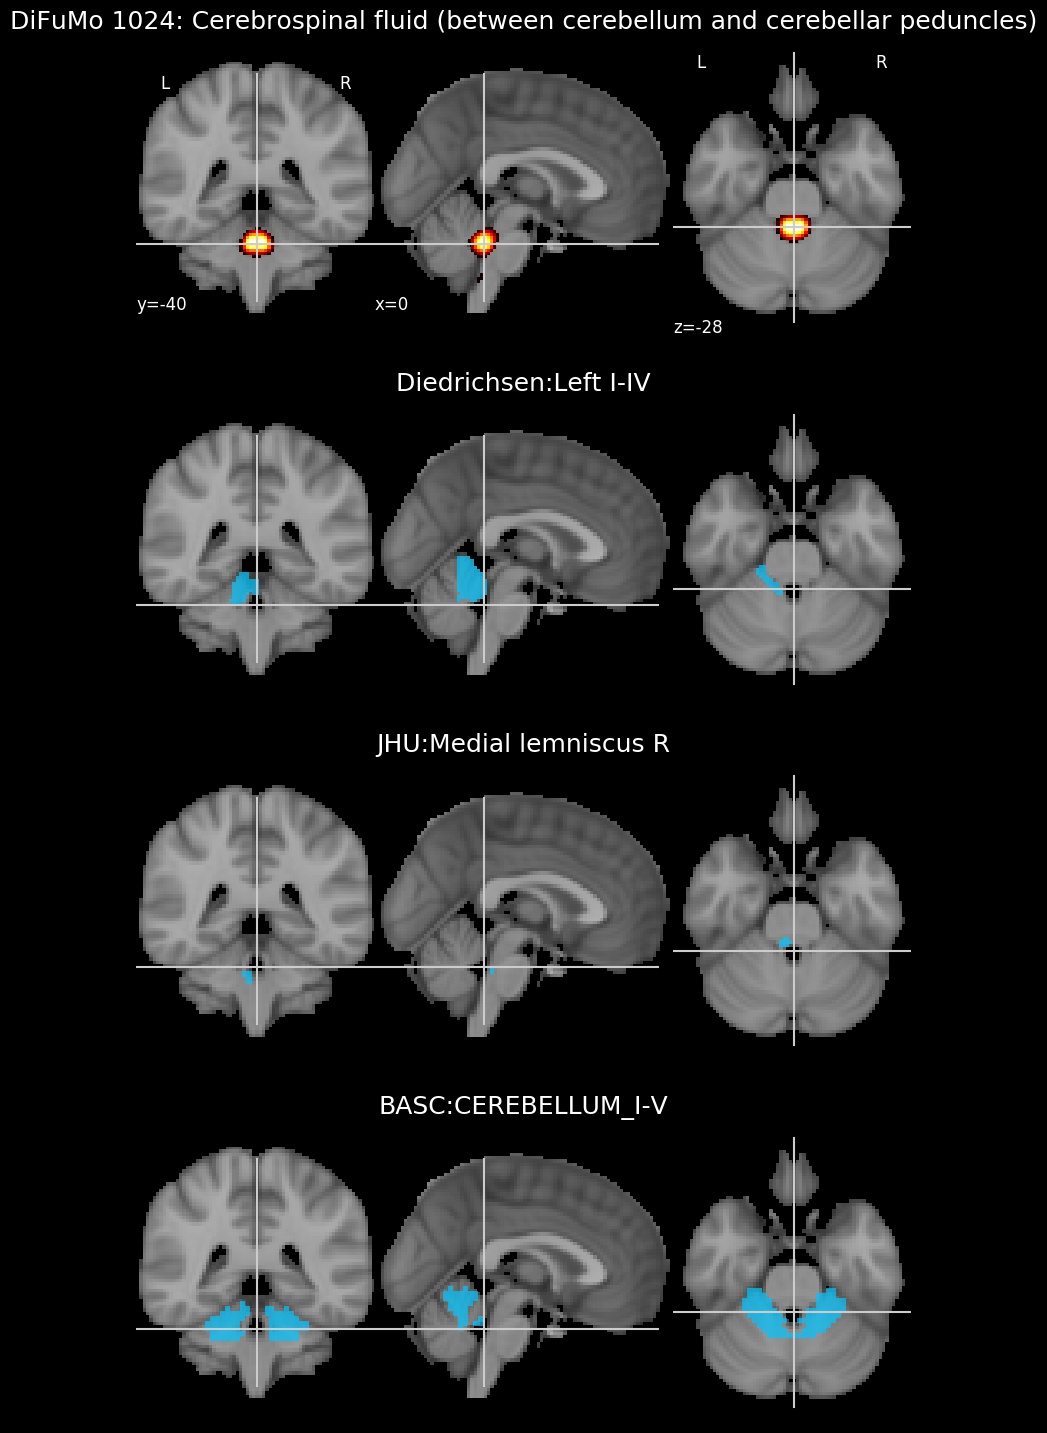 DiFuMo 1024: Cerebrospinal fluid (between cerebellum and cerebellar peduncles)
L R L R
y=-40 x=0 z=-28
Diedrichsen:Left I-IV
JHU:Medial lemniscus R
BASC:CEREBELLUM_I-V